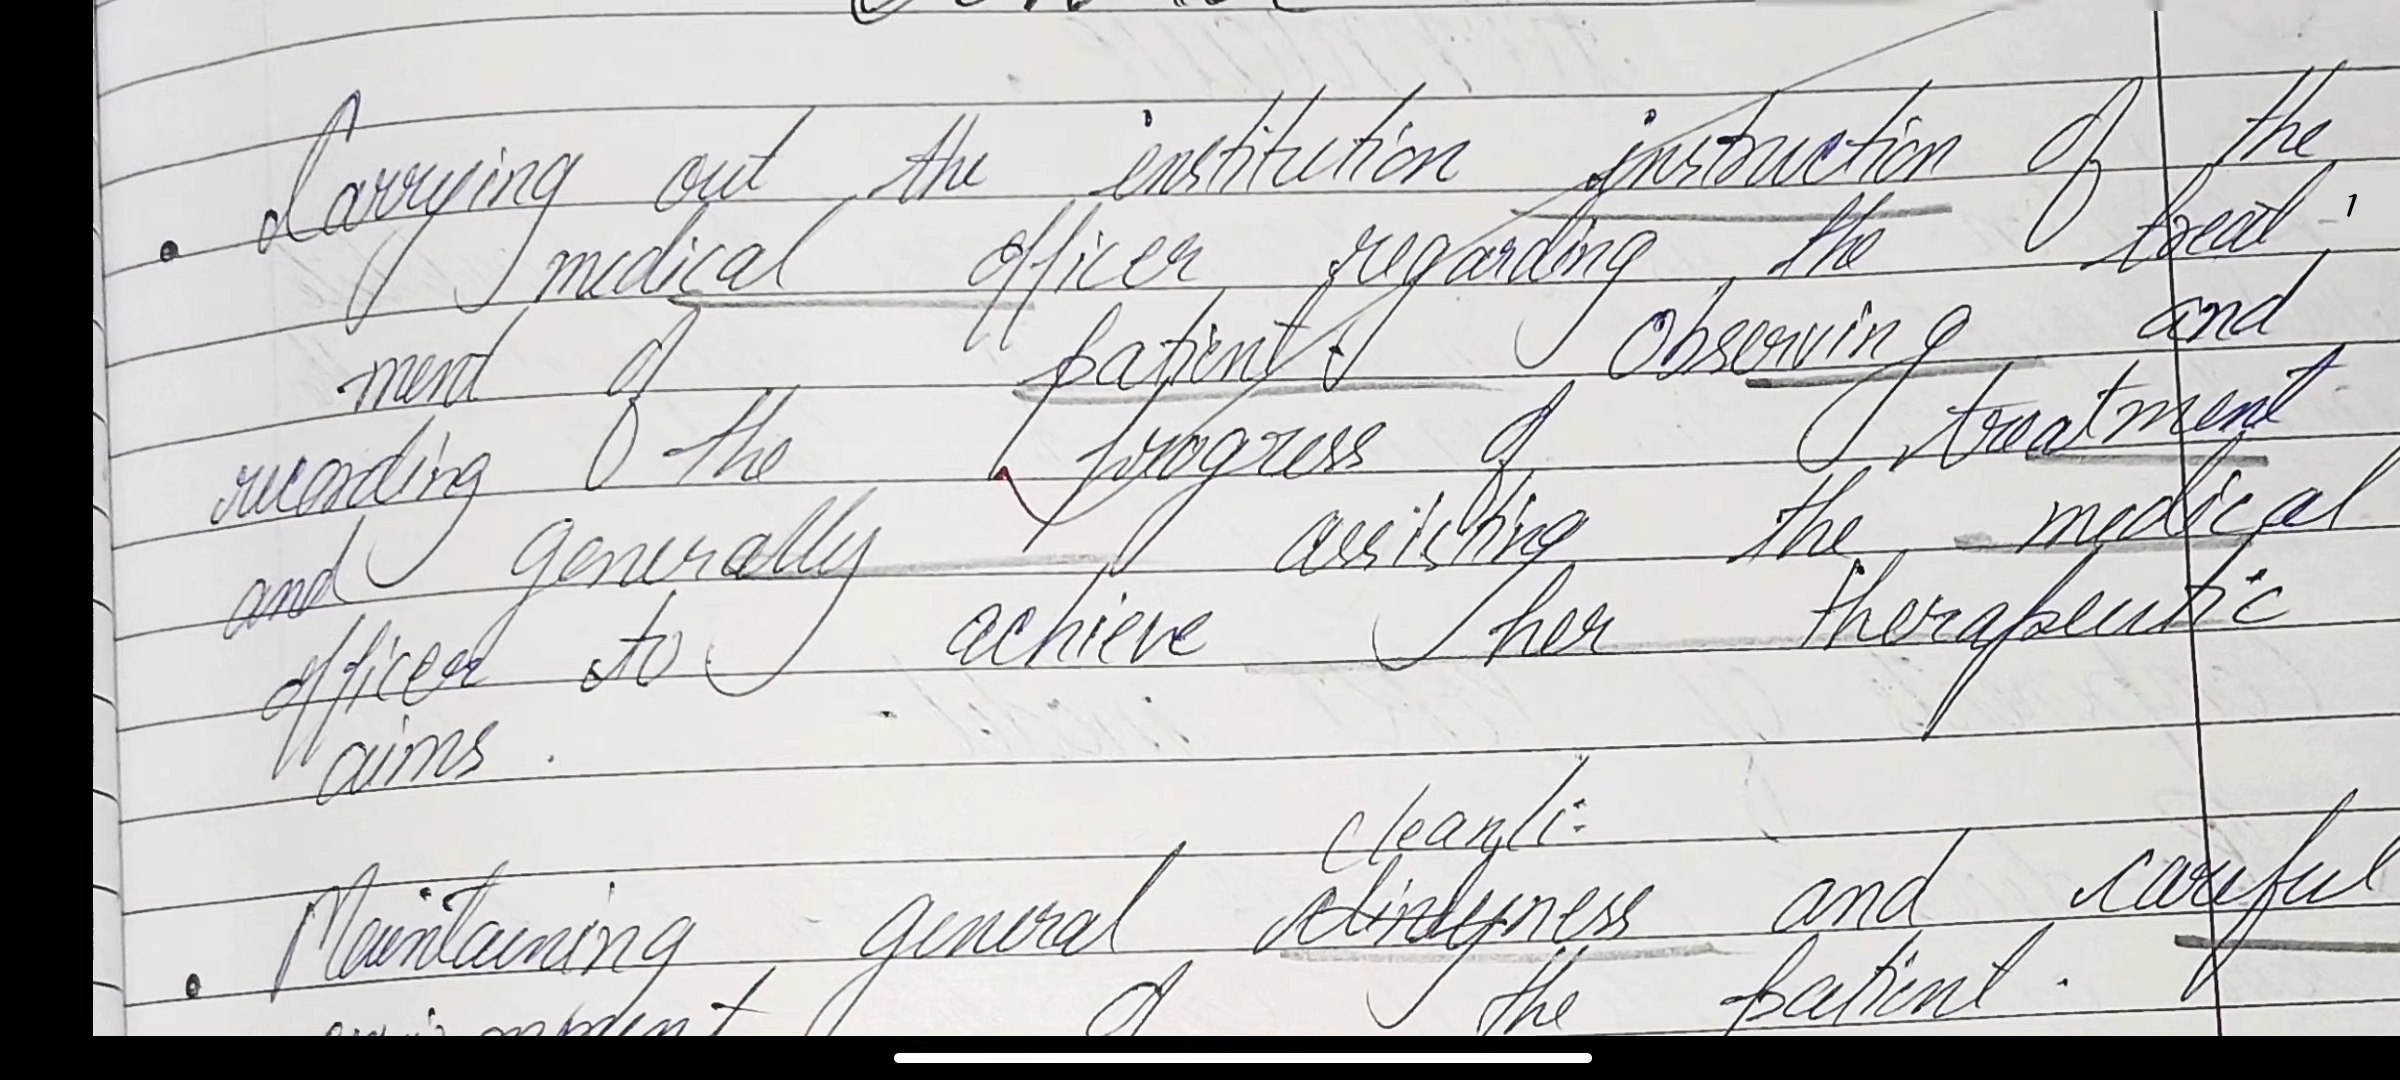 • Carrying out the institution instruction of the
medical officer regarding the treat-
ment of patient, observing and
recording of the progress of treatment
and generally assisting the medical
officer to achieve her therapeutic
aims.
cleanli-
• Maintaining general ness and careful
of the patient.